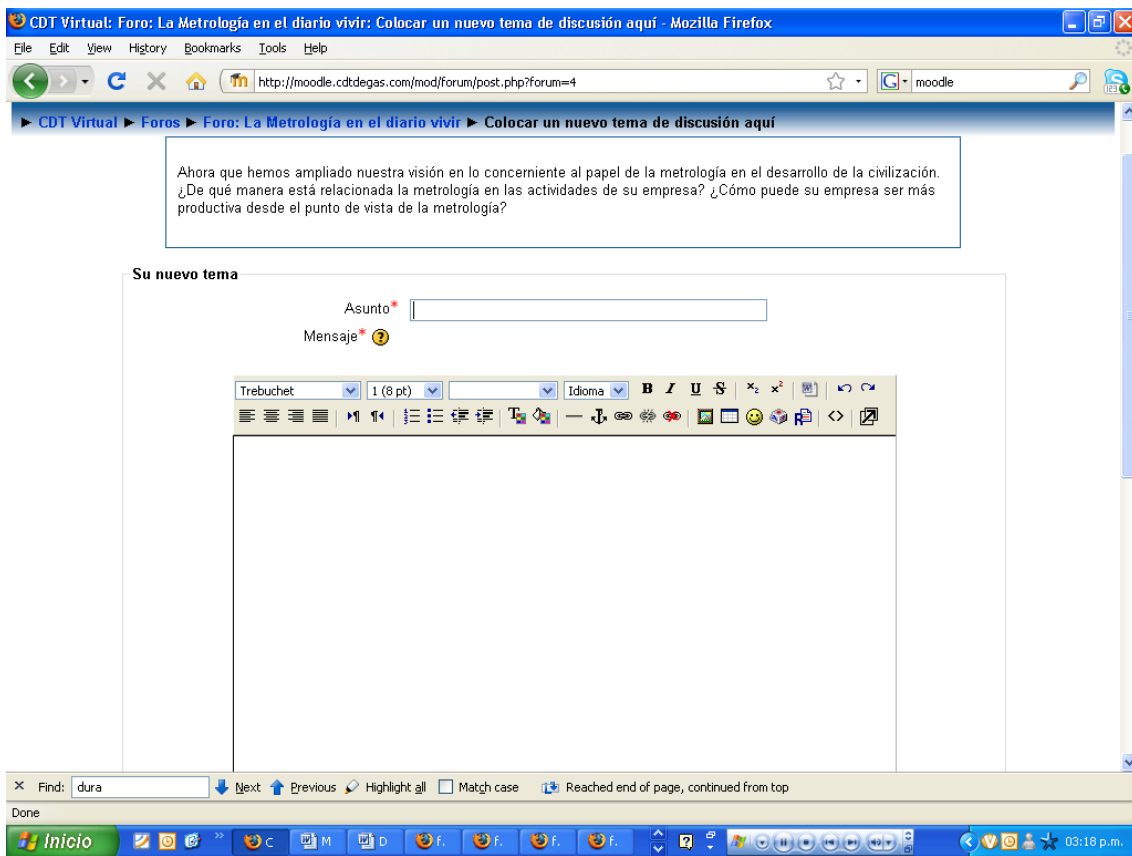 CDT Virtual: Foro: La Metrología en el diario vivir: Colocar un nuevo tema de discusión aquí - Mozilla Firefox
File Edit View History Bookmarks Tools Help
http://moodle.cdtdegas.com/mod/forum/post.php?forum=4 G moodle
► CDT Virtual ► Foros ► Foro: La Metrología en el diario vivir ► Colocar un nuevo tema de discusión aquí
Ahora que hemos ampliado nuestra visión en lo concerniente al papel de la metrología en el desarrollo de la civilización.
¿De qué manera está relacionada la metrología en las actividades de su empresa? ¿Cómo puede su empresa ser más
productiva desde el punto de vista de la metrología?
Su nuevo tema
Asunto*
Mensaje* ?
Trebuchet 1 (8 pt) Idioma B I U S x₂ x²
Find: dura Next Previous Highlight all Match case Reached end of page, continued from top
Done
Inicio » C M D f. f. f. f. 03:18 p.m.